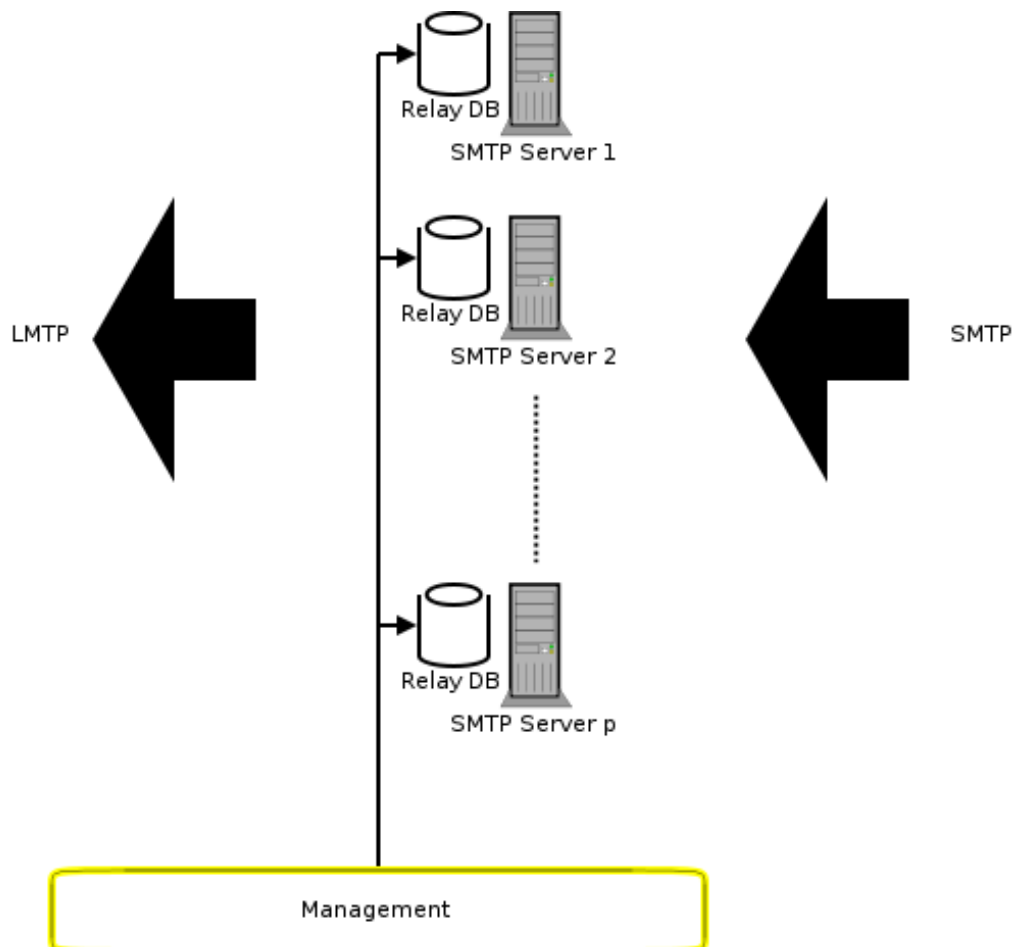 Relay DB
SMTP Server 1
Relay DB
LMTP
SMTP
SMTP Server 2
Relay DB
SMTP Server p
Management